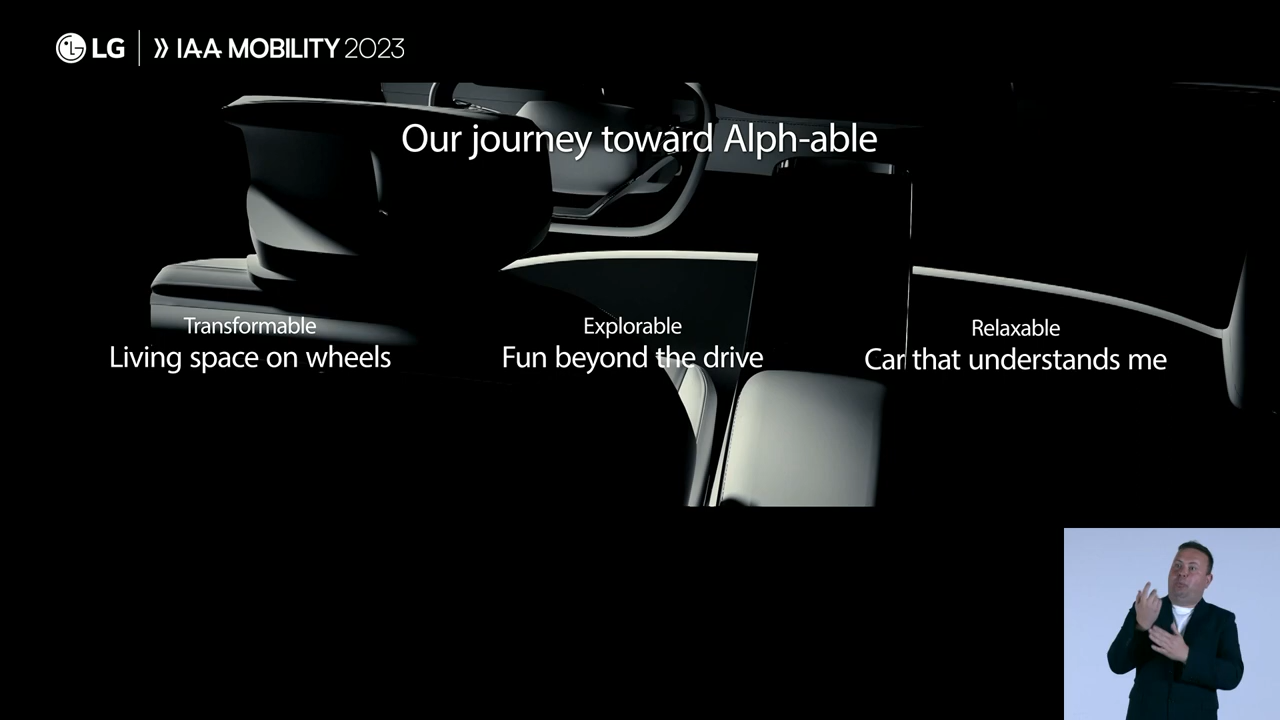 LG
IAA MOBILITY 2023
Our journey toward Alph-able
Transformable
Living space on wheels
Explorable
Fun beyond the drive
Relaxable
Car that understands me